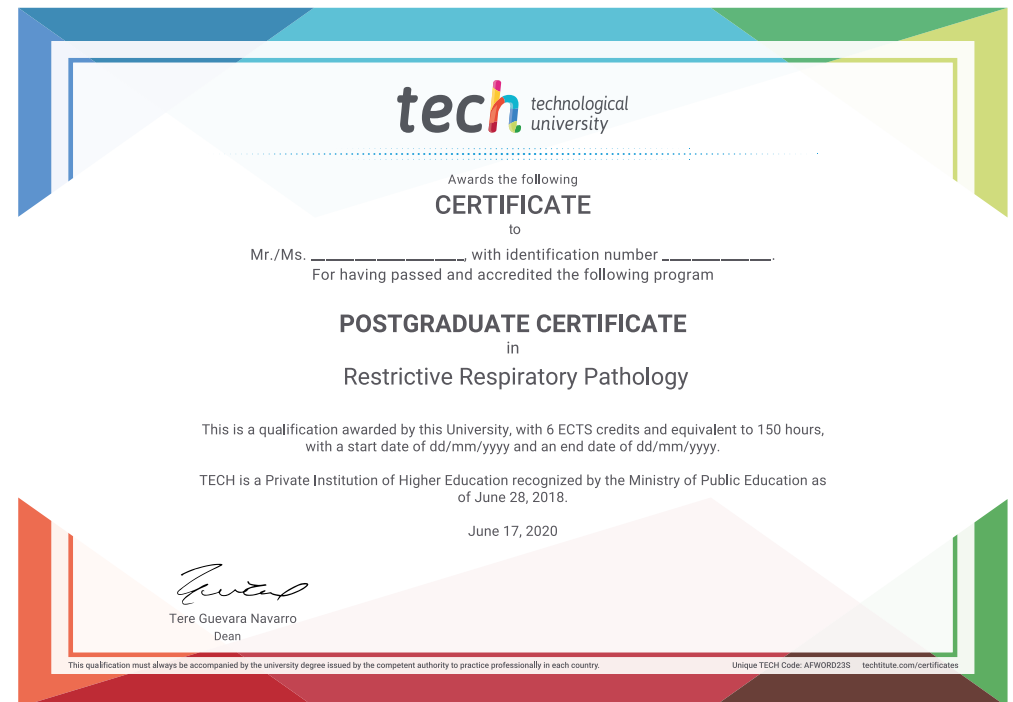 tech technological
university
Awards the following
CERTIFICATE
to
Mr./Ms. ______________, with identification number __________.
For having passed and accredited the following program
POSTGRADUATE CERTIFICATE
in
Restrictive Respiratory Pathology
This is a qualification awarded by this University, with 6 ECTS credits and equivalent to 150 hours,
with a start date of dd/mm/yyyy and an end date of dd/mm/yyyy.
TECH is a Private Institution of Higher Education recognized by the Ministry of Public Education as
of June 28, 2018.
June 17, 2020
Tere Guevara Navarro
Dean
This qualification must always be accompanied by the university degree issued by the competent authority to practice professionally in each country.
Unique TECH Code: AFWORD23S techtitute.com/certificates